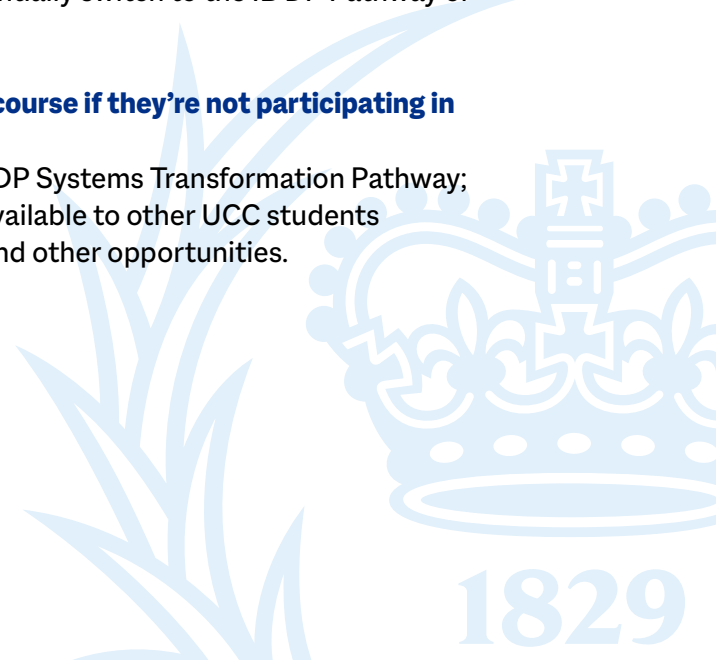 course if they’re not participating in
DP Systems Transformation Pathway;
vailable to other UCC students
nd other opportunities.
1829